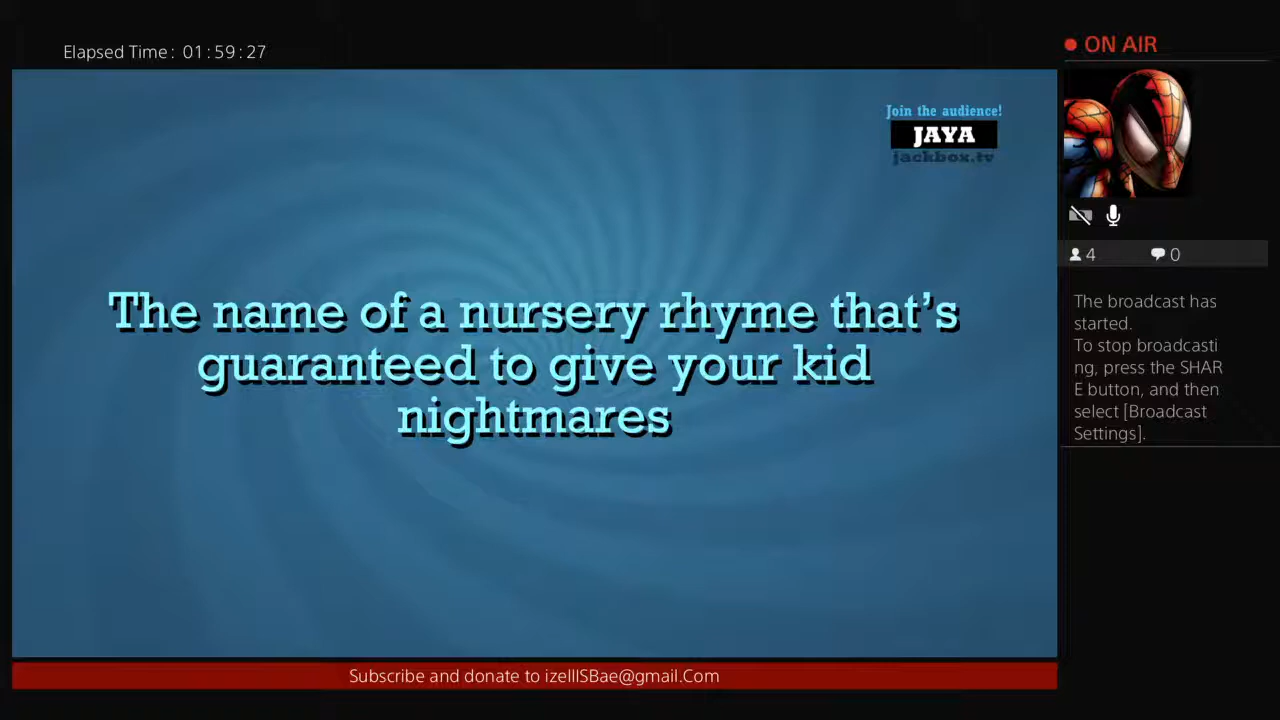 Elapsed Time: 01:59:27
ON AIR
Join the audience!
JAYA
jackbox.tv
4
0
The name of a nursery rhyme that's
guaranteed to give your kid
nightmares
The broadcast has
started.
To stop broadcasti
ng, press the SHAR
E button, and then
select [Broadcast
Settings].
Subscribe and donate to izellISBae@gmail.Com